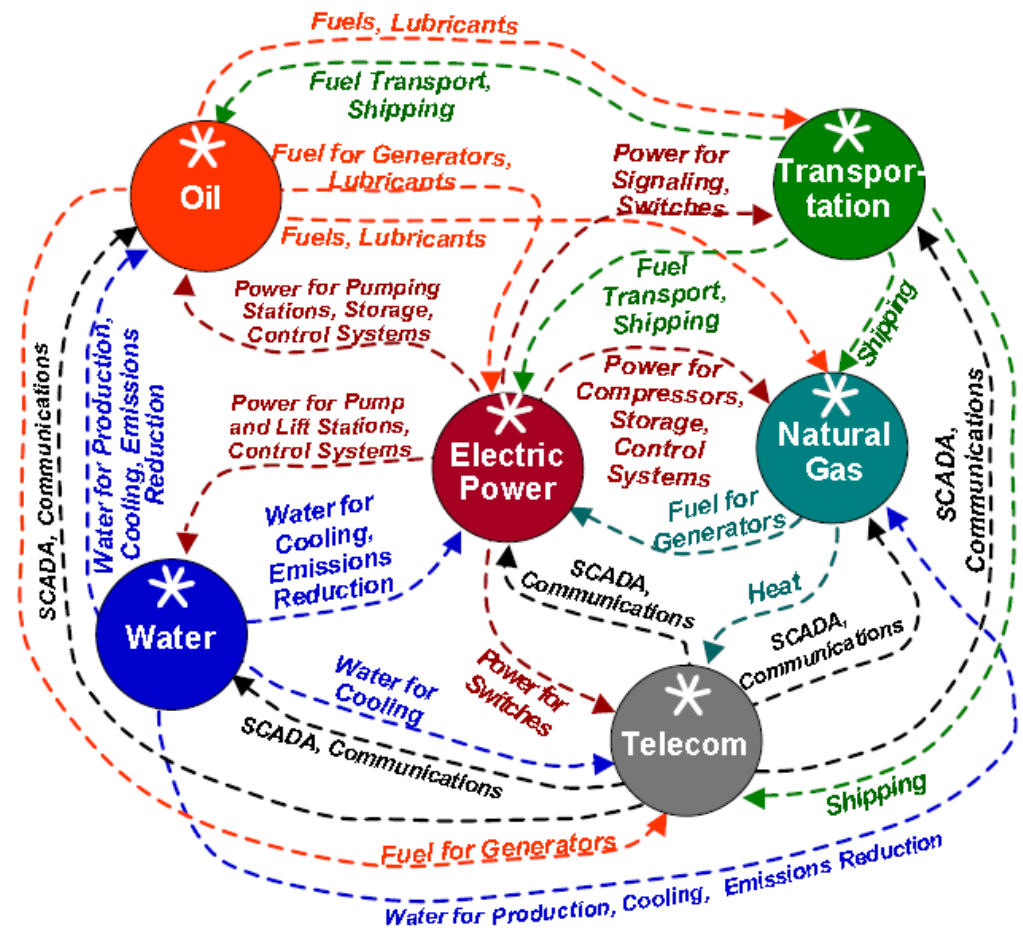 Fuels, Lubricants
Fuel Transport,
Shipping
Oil
Fuel for Generators,
Lubricants
Fuels, Lubricants
Power for
Signaling,
Switches
Transpor-
tation
Fuel
Transport,
Shipping
Shipping
Power for Pumping
Stations, Storage,
Control Systems
Power for Pump
and Lift Stations,
Control Systems
Electric
Power
Power for
Compressors,
Storage,
Control
Systems
Natural
Gas
SCADA,
Communications
SCADA, Communications
Water for Production,
Cooling, Emissions
Reduction
Water for
Cooling,
Emissions
Reduction
Fuel for
Generators
SCADA,
Communications
Heat
SCADA,
Communications
Water
Water for
Cooling
Power for
Switches
Telecom
SCADA, Communications
Shipping
Fuel for Generators
Water for Production, Cooling, Emissions Reduction